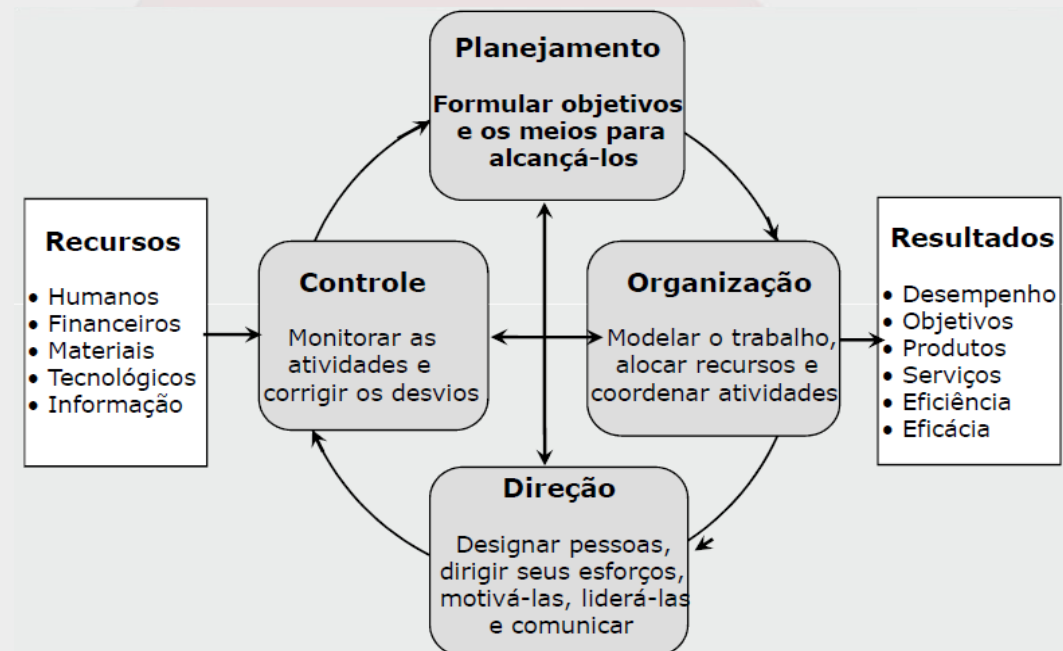 Planejamento
Formular objetivos
e os meios para
alcançá-los
Recursos
• Humanos
• Financeiros
• Materiais
• Tecnológicos
• Informação
Controle
Monitorar as
atividades e
corrigir os desvios
Organização
Modelar o trabalho,
alocar recursos e
coordenar atividades
Resultados
• Desempenho
• Objetivos
• Produtos
• Serviços
• Eficiência
• Eficácia
Direção
Designar pessoas,
dirigir seus esforços,
motivá-las, liderá-las
e comunicar